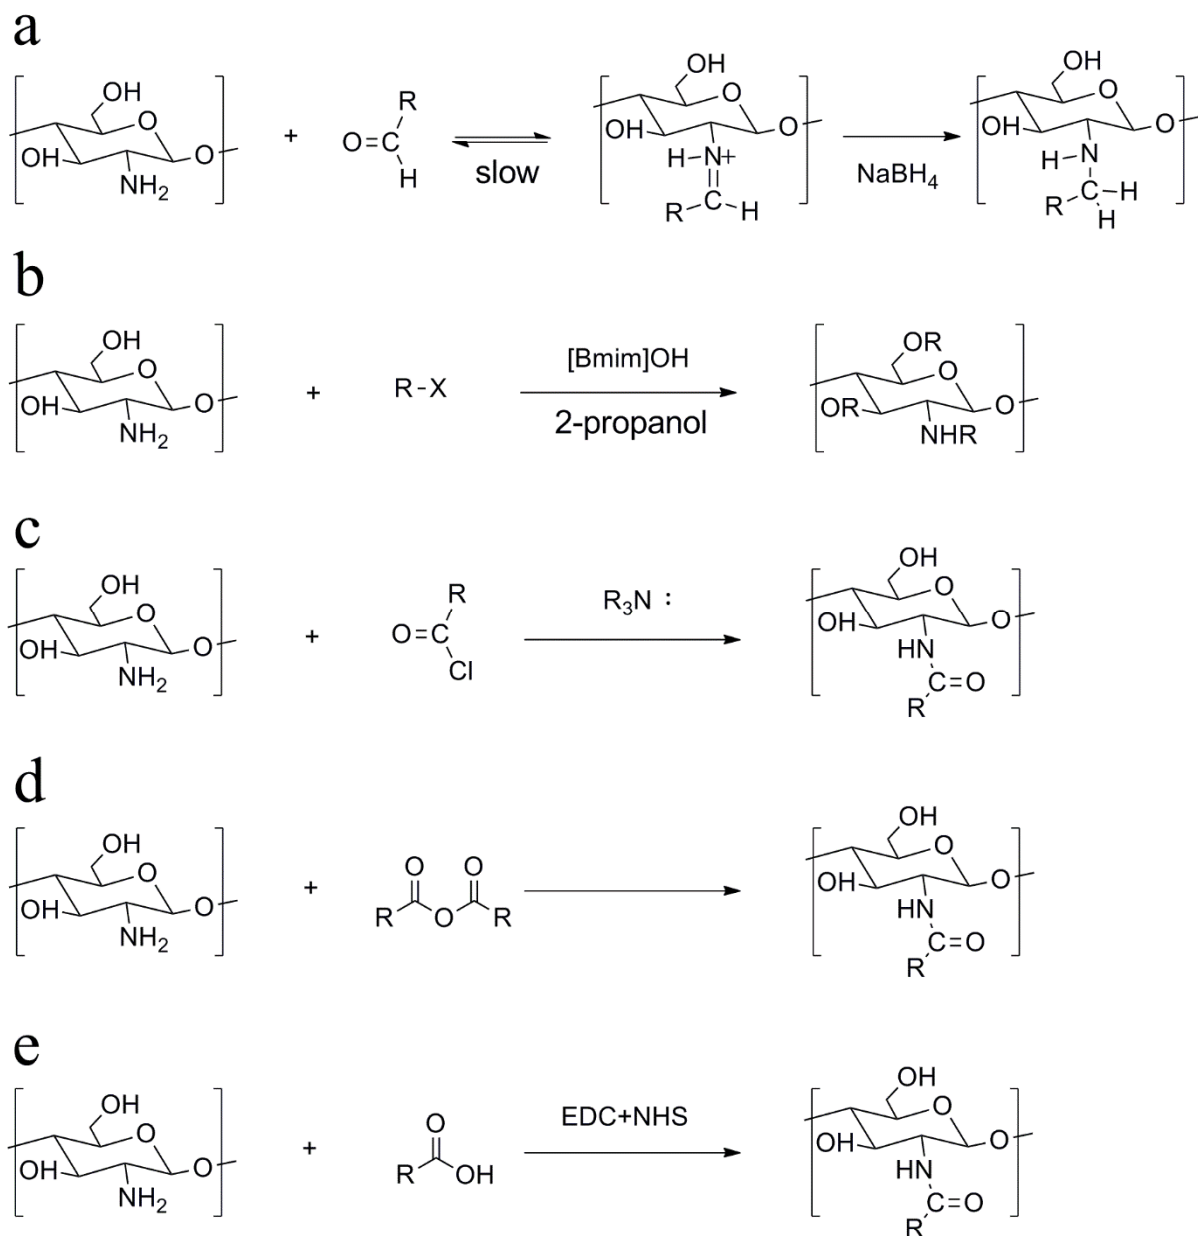 a
OH
O
OH
NH2
O
+
R
O=C
H
slow
OH
O
OH
O
H-N+
R
C-H
NaBH4
OH
O
OH
O
H-N
C-H
R
H
b
OH
O
OH
NH2
O
+
R-X
[Bmim]OH
2-propanol
OR
O
OR
NHR
O
c
OH
O
OH
NH2
O
+
R
O=C
Cl
R3N :
OH
O
OH
O
HN
C=O
R
d
OH
O
OH
NH2
O
+
O O
R O R
OH
O
OH
O
HN
C=O
R
e
OH
O
OH
NH2
O
+
O
R OH
EDC+NHS
OH
O
OH
O
HN
C=O
R